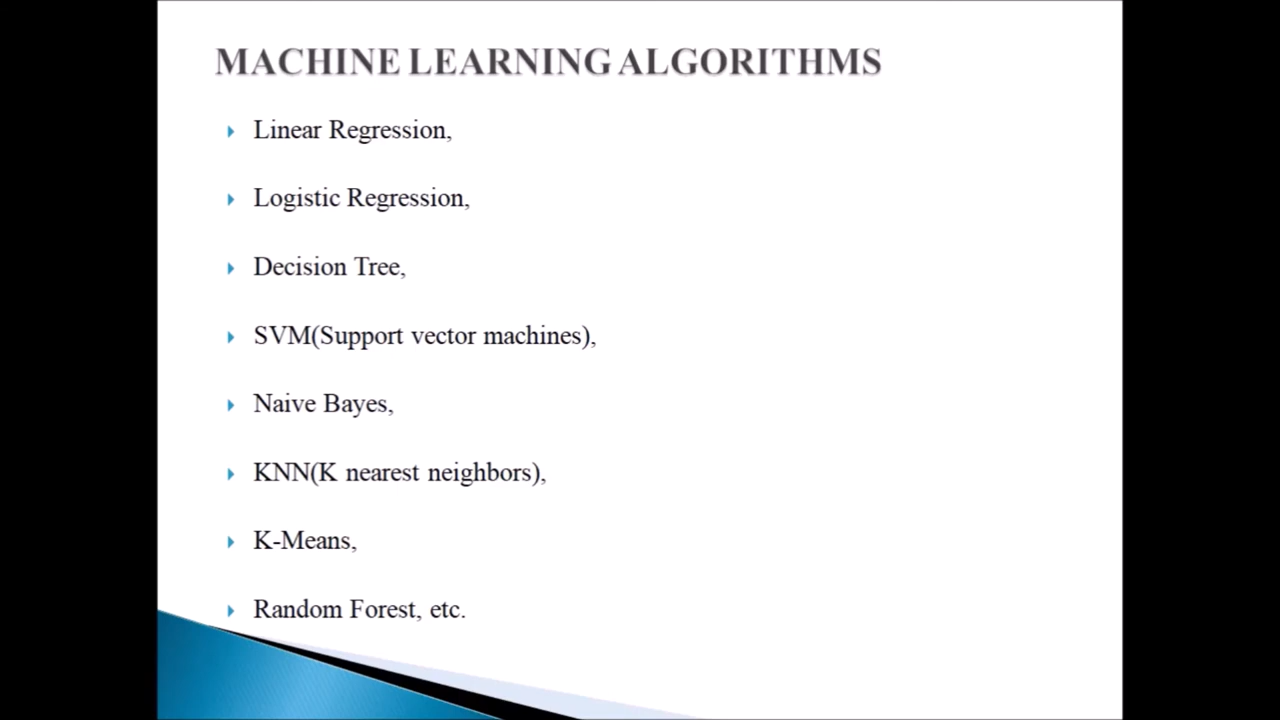 MACHINE LEARNING ALGORITHMS
Linear Regression,
Logistic Regression,
Decision Tree,
SVM(Support vector machines),
Naive Bayes,
KNN(K nearest neighbors),
K-Means,
Random Forest, etc.